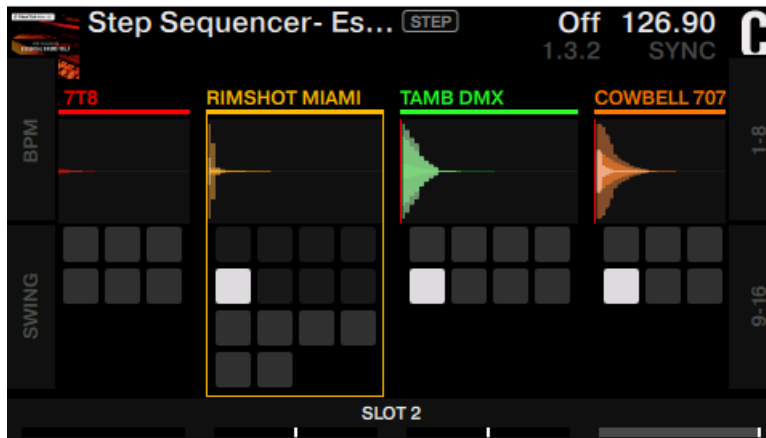 Step Sequencer- Es... STEP Off 126.90 C
1.3.2 SYNC
7T8 RIMSHOT MIAMI TAMB DMX COWBELL 707
BPM
1-8
SWING
9-16
SLOT 2